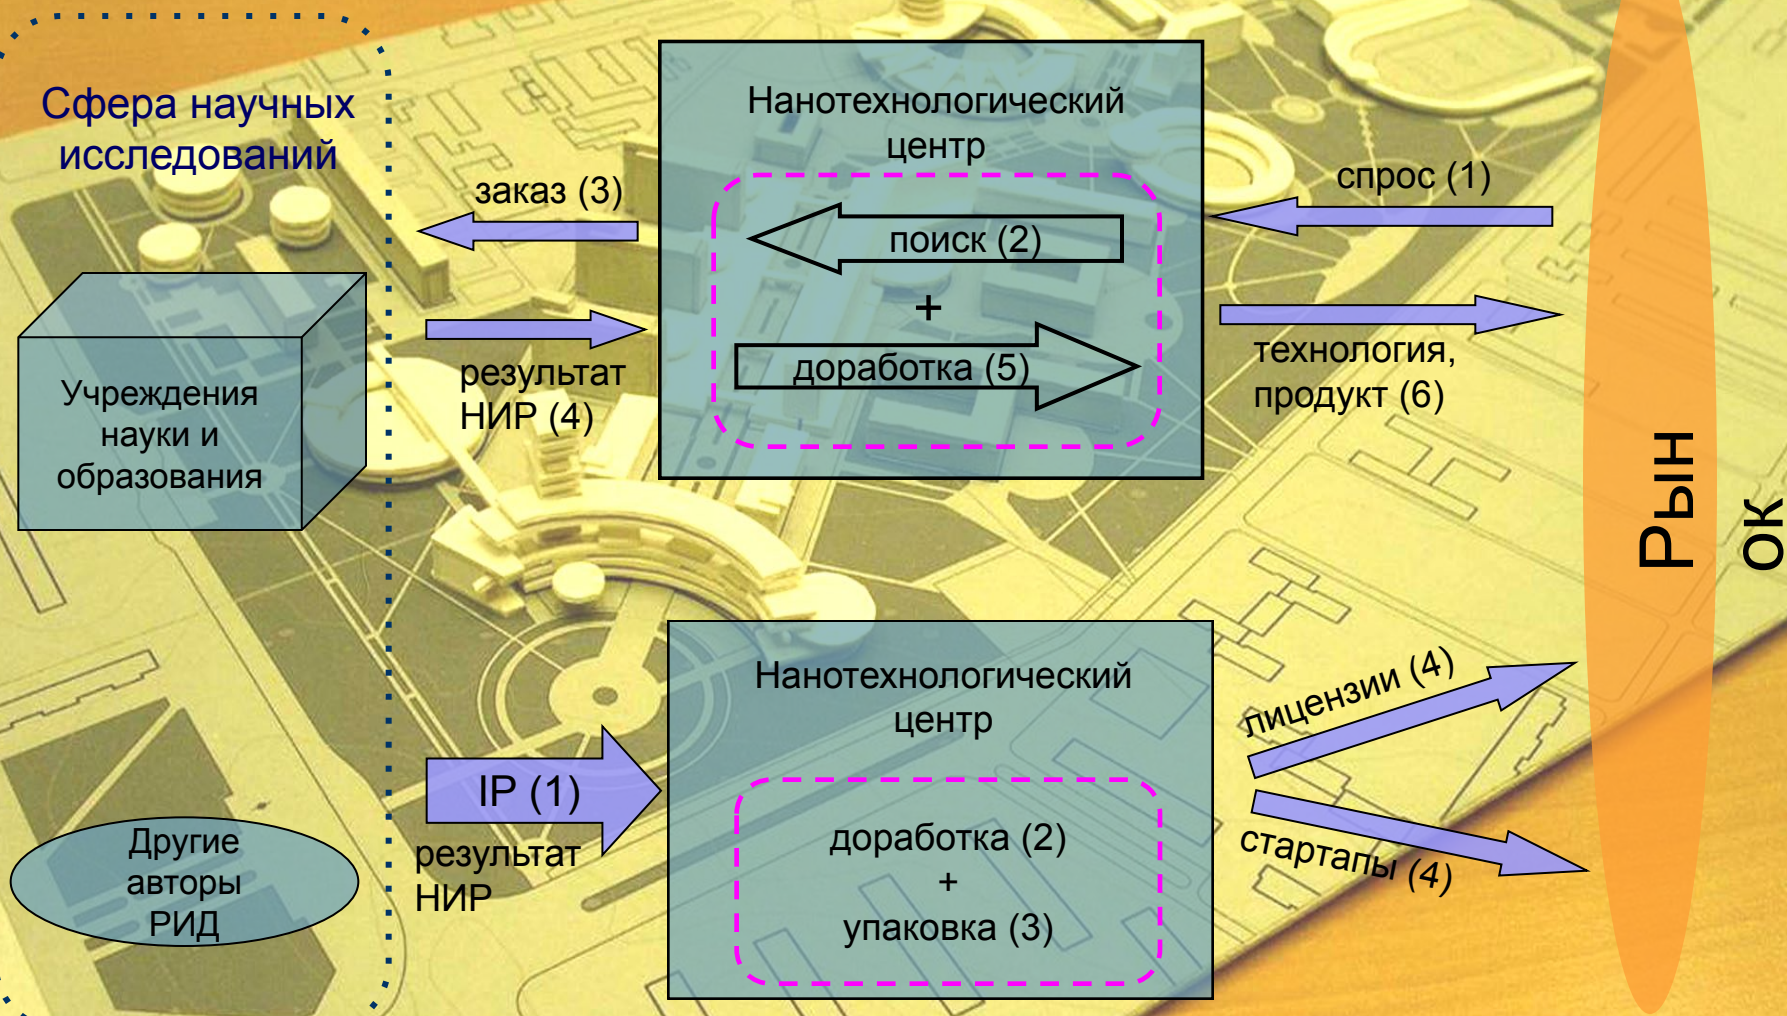 Сфера научных
исследований
Учреждения
науки и
образования
Другие
авторы
РИД
заказ (3)
результат
НИР (4)
Нанотехнологический
центр
поиск (2)
+
доработка (5)
спрос (1)
технология,
продукт (6)
IP (1)
результат
НИР
Нанотехнологический
центр
доработка (2)
+
упаковка (3)
лицензии (4)
стартапы (4)
Рын
ок